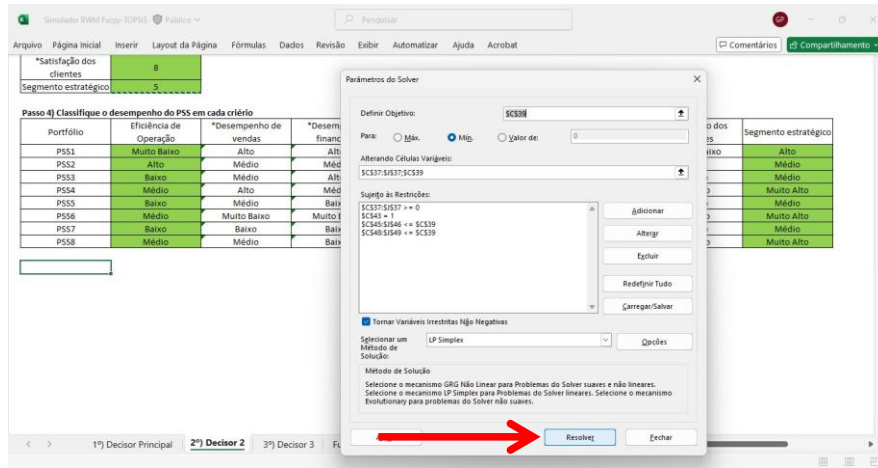 Simulador BWM Fuzzy-TOPSIS Público
Pesquisar
GP
Arquivo Página Inicial Inserir Layout da Página Fórmulas Dados Revisão Exibir Automatizar Ajuda Acrobat
Comentários Compartilhamento
*Satisfação dos clientes 8
Segmento estratégico 5
Passo 4) Classifique o desempenho do PSS em cada criério
Portfólio Eficiência de Operação *Desempenho de vendas Segmento estratégico
PSS1 Muito Baixo Alto Alto
PSS2 Alto Médio Médio
PSS3 Baixo Médio Médio
PSS4 Médio Alto Muito Alto
PSS5 Baixo Médio Muito Alto
PSS6 Médio Muito Baixo Muito Muito Alto
PSS7 Baixo Baixo Médio
PSS8 Médio Médio Muito Alto
Parâmetros do Solver
Definir Objetivo: $C$39
Para: Máx. Mín. Valor de: 0
Alterando Células Variáveis:
$C$37:$J$37;$C$39
Sujeito às Restrições:
$C$37:$J$37 >= 0
$C$43 = 1
$C$45:$J$46 <= $C$39
$C$48:$J$49 <= $C$39
Adicionar
Alterar
Excluir
Redefinir Tudo
Carregar/Salvar
Tornar Variáveis Irrestritas Não Negativas
Selecionar um Método de Solução:
LP Simplex
Opções
Método de Solução
Selecione o mecanismo GRG Não Linear para Problemas do Solver suaves e não lineares.
Selecione o mecanismo LP Simplex para Problemas do Solver lineares. Selecione o mecanismo
Evolutionary para problemas do Solver não suaves.
Resolver
Fechar
1º) Decisor Principal 2º) Decisor 2 3º) Decisor 3